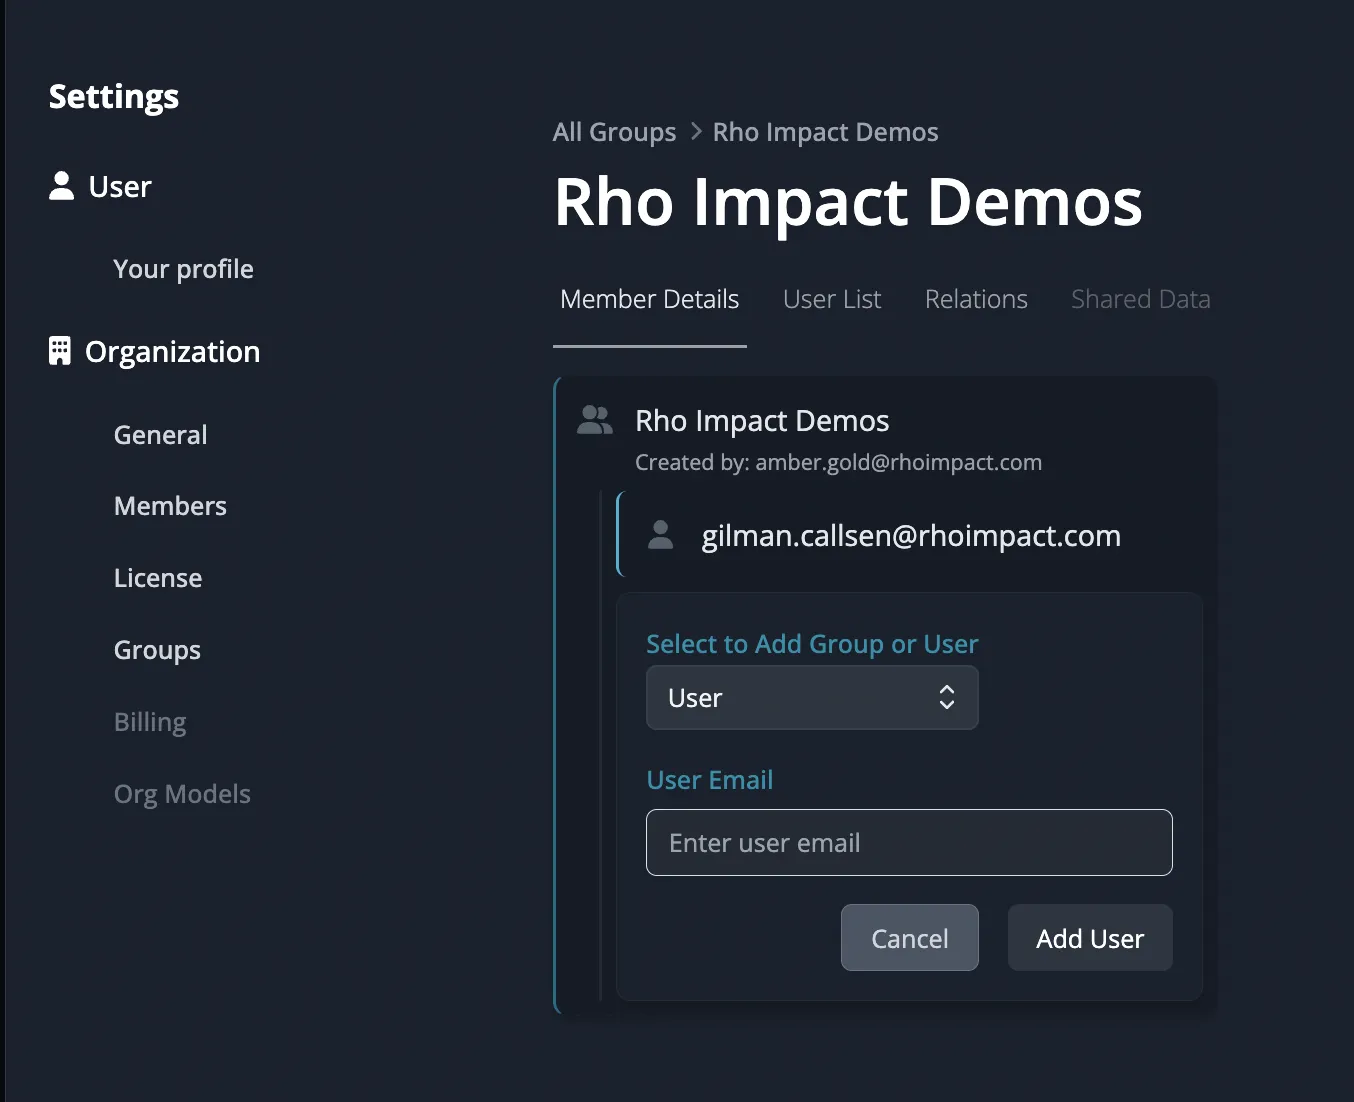 Settings
User
Your profile
Organization
General
Members
License
Groups
Billing
Org Models
All Groups > Rho Impact Demos
Rho Impact Demos
Member Details User List Relations Shared Data
Rho Impact Demos
Created by: amber.gold@rhoimpact.com
gilman.callsen@rhoimpact.com
Select to Add Group or User
User
User Email
Enter user email
Cancel Add User